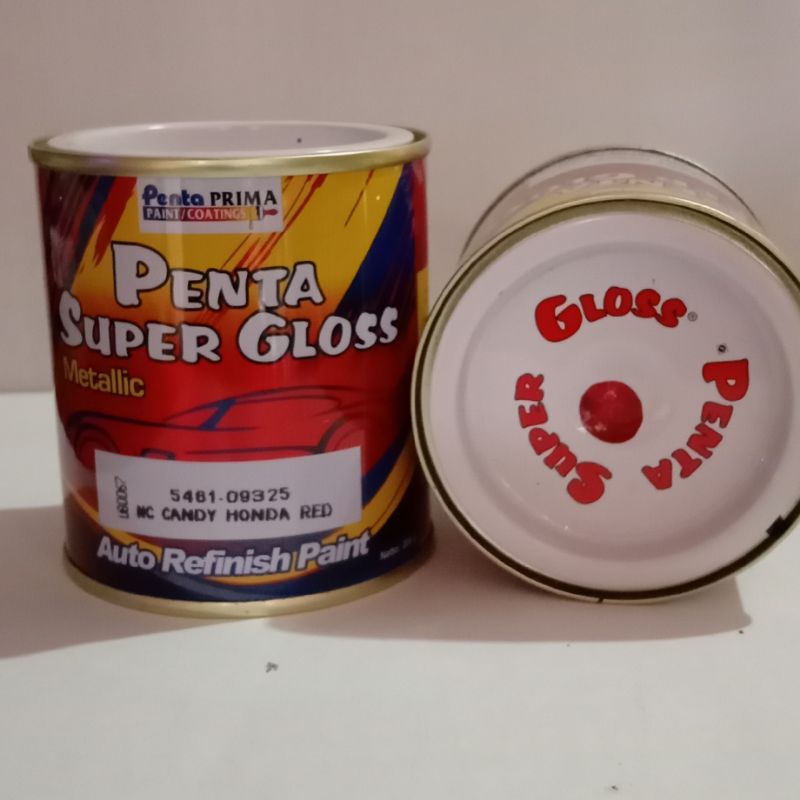 Penta PRIMA
PAINT/COATINGS
PENTA
SUPER GLOSS
Metallic
5461-09325
NC CANDY HONDA RED
Auto Refinish Paint
Netto
PENTA
SUPER
GLOSS®